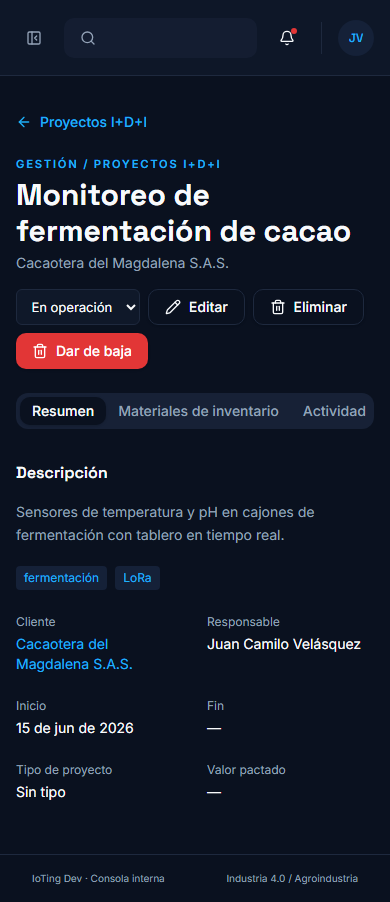 JV
Proyectos I+D+I
GESTIÓN / PROYECTOS I+D+I
Monitoreo de
fermentación de cacao
Cacaotera del Magdalena S.A.S.
En operación
Editar
Eliminar
Dar de baja
Resumen
Materiales de inventario
Actividad
Descripción
Sensores de temperatura y pH en cajones de
fermentación con tablero en tiempo real.
fermentación
LoRa
Cliente
Responsable
Cacaotera del
Magdalena S.A.S.
Juan Camilo Velásquez
Inicio
Fin
15 de jun de 2026
—
Tipo de proyecto
Valor pactado
Sin tipo
—
IoTing Dev · Consola interna
Industria 4.0 / Agroindustria